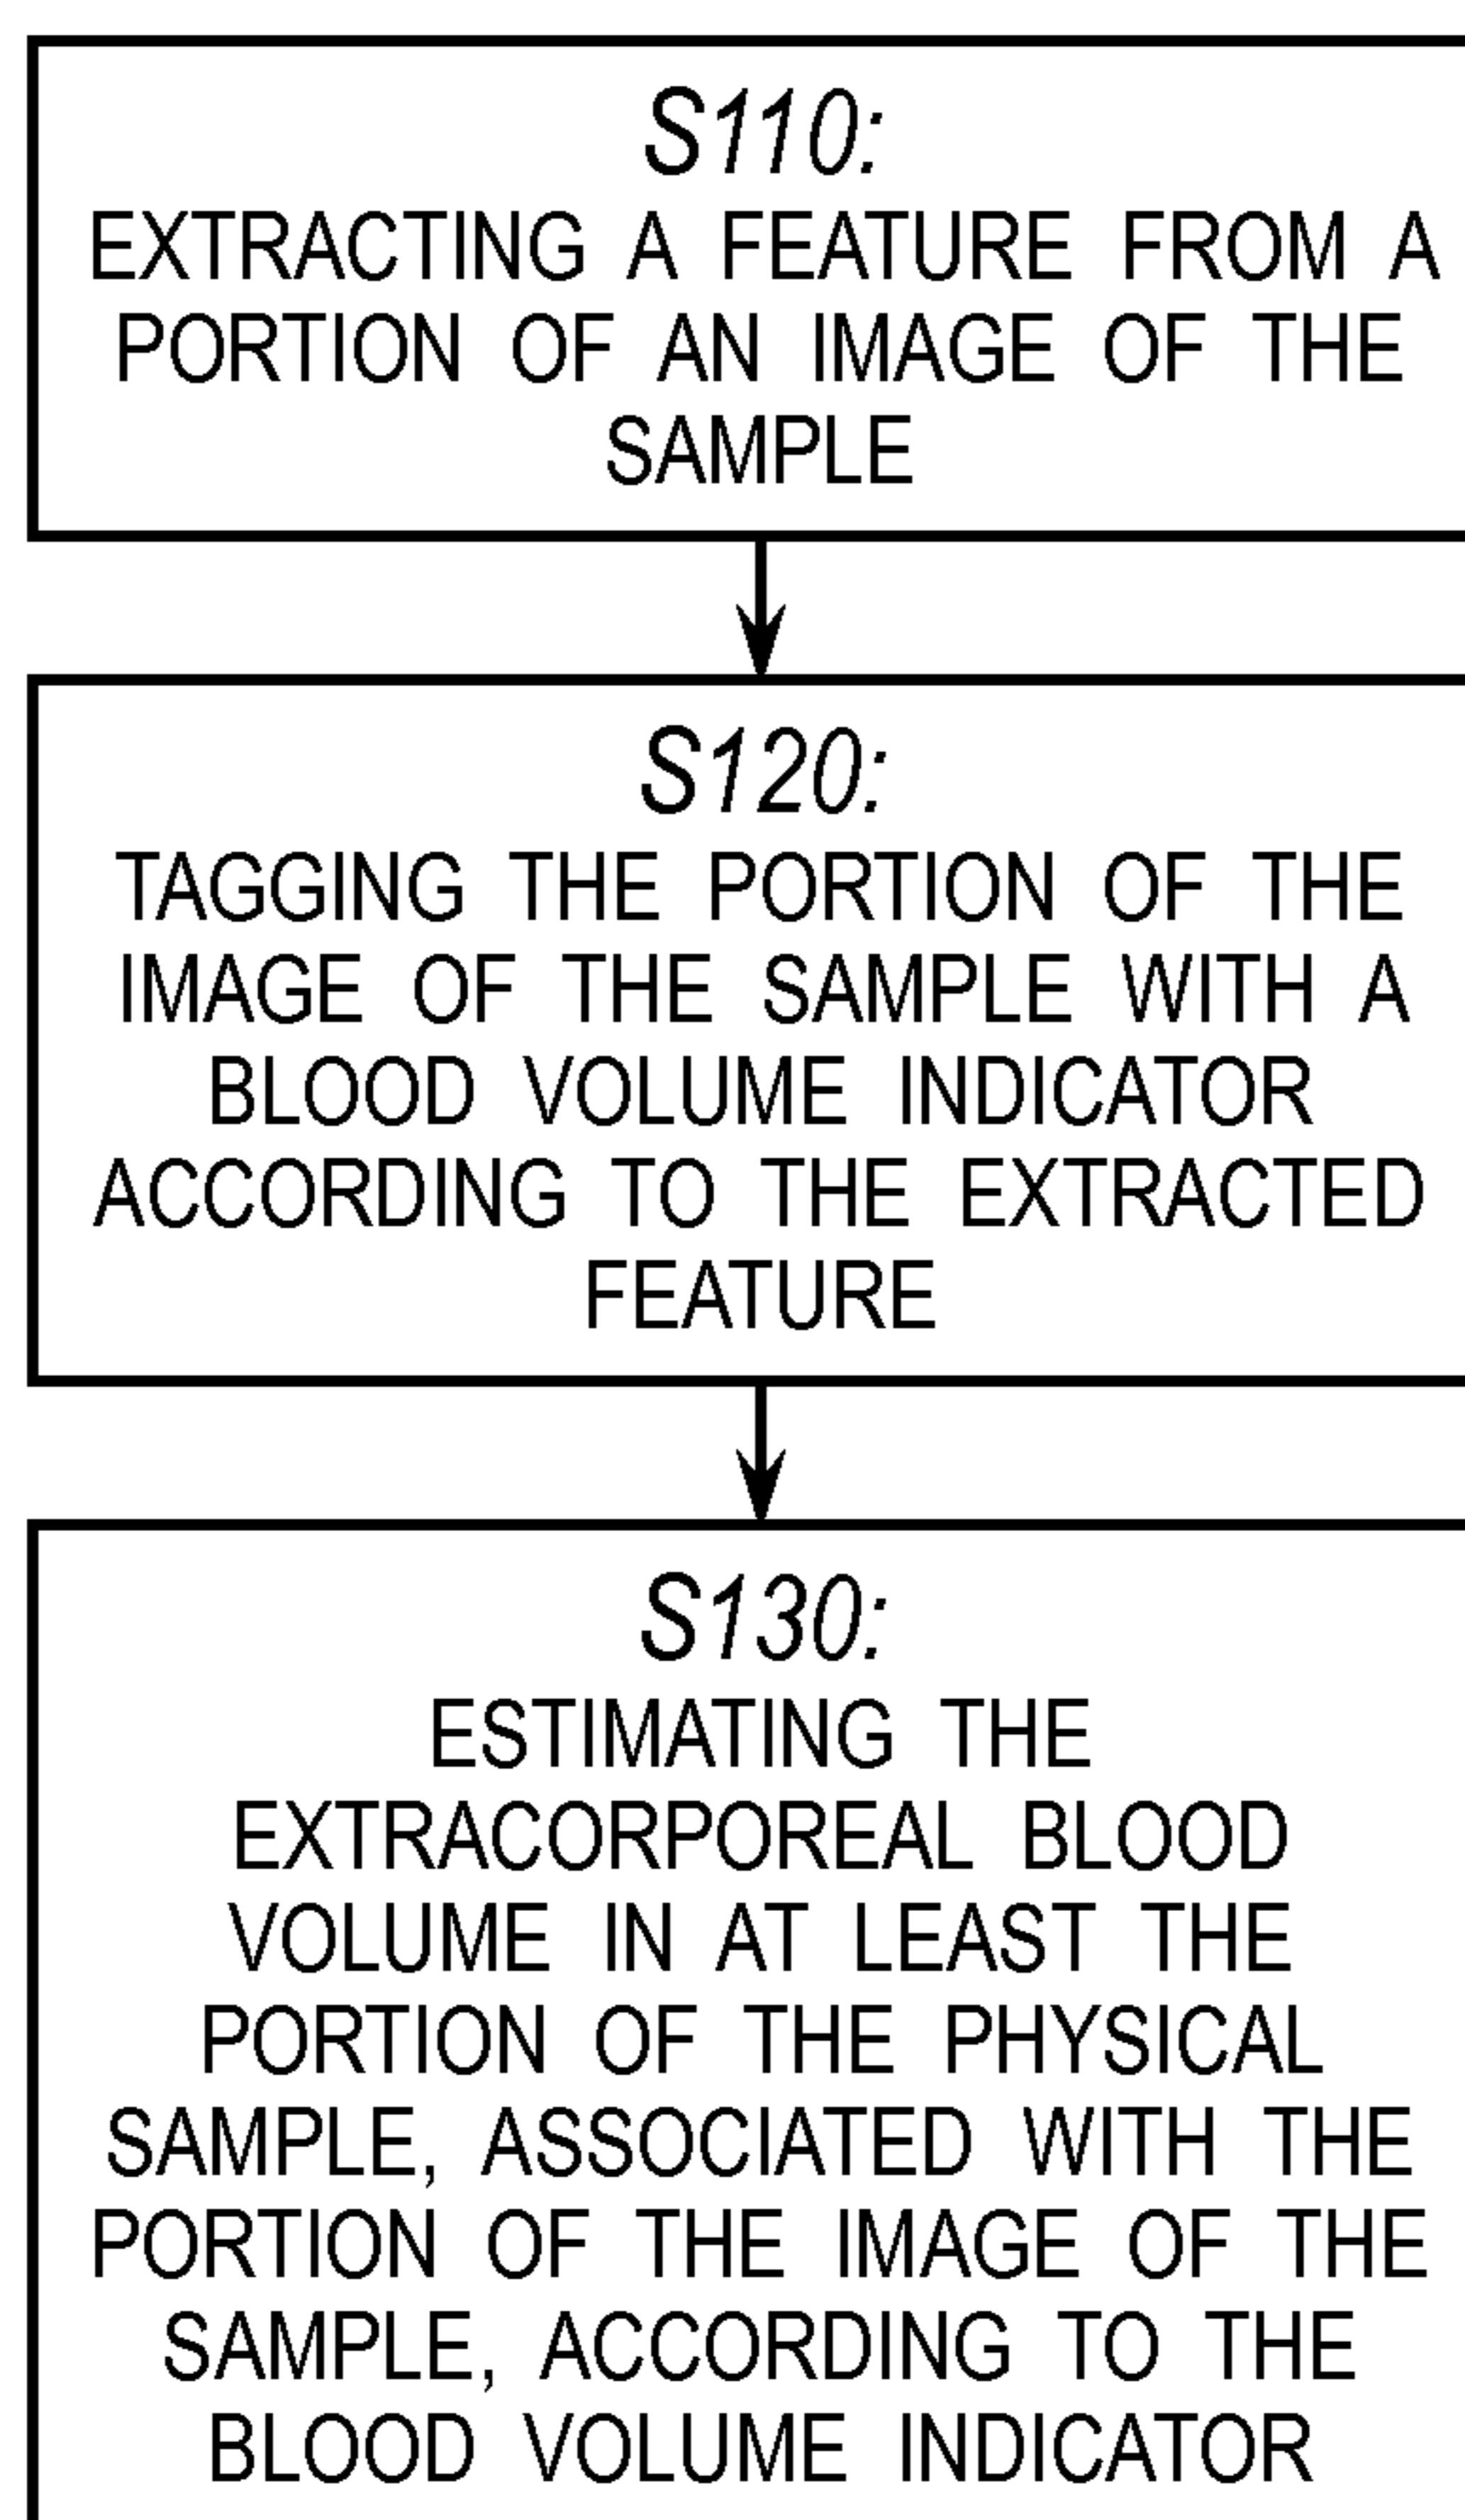 S110:
EXTRACTING A FEATURE FROM A
PORTION OF AN IMAGE OF THE
SAMPLE
S120:
TAGGING THE PORTION OF THE
IMAGE OF THE SAMPLE WITH A
BLOOD VOLUME INDICATOR
ACCORDING TO THE EXTRACTED
FEATURE
S130:
ESTIMATING THE
EXTRACORPOREAL BLOOD
VOLUME IN AT LEAST THE
PORTION OF THE PHYSICAL
SAMPLE, ASSOCIATED WITH THE
PORTION OF THE IMAGE OF THE
SAMPLE, ACCORDING TO THE
BLOOD VOLUME INDICATOR